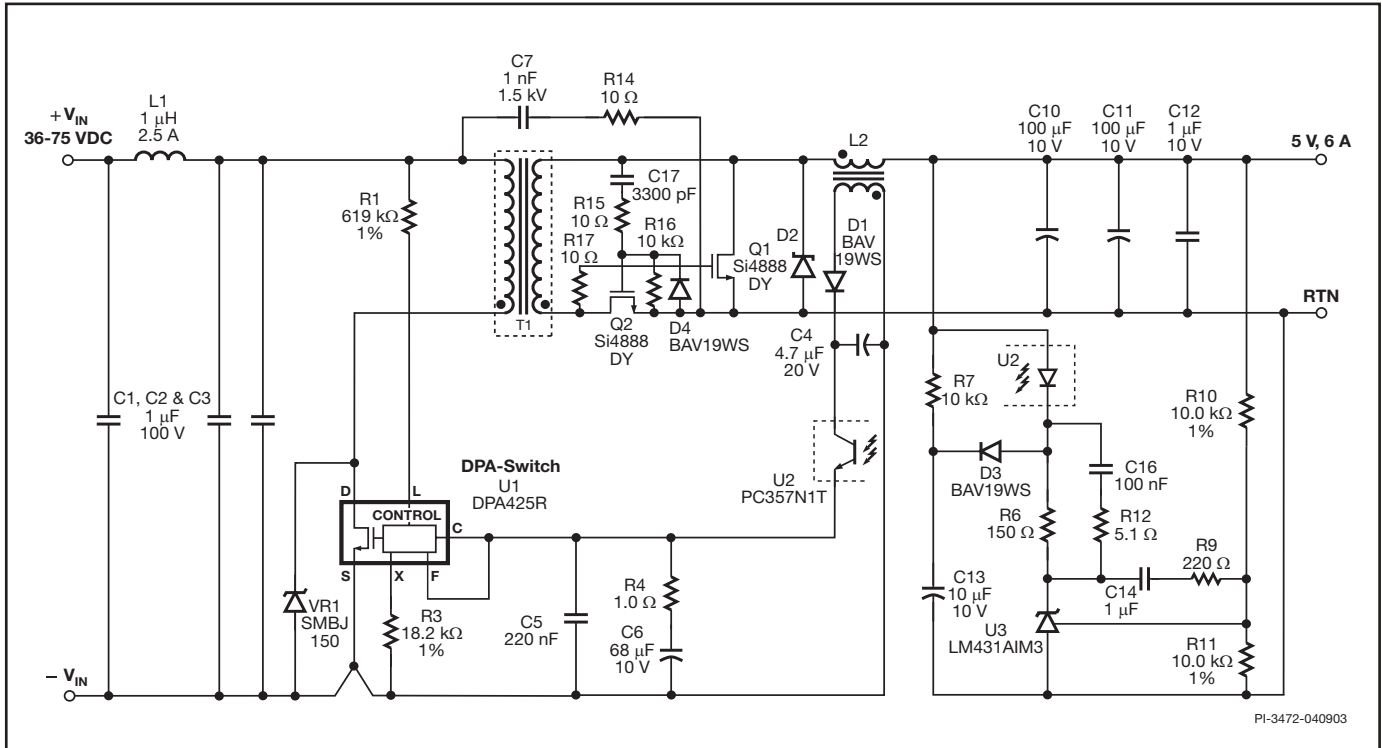 + VIN
36-75 VDC
L1
1 µH
2.5 A
C7
1 nF
1.5 kV
R14
10 Ω
R1
619 kΩ
1%
T1
C17
3300 pF
R15
10 Ω
R16
10 kΩ
R17
10 Ω
Q2
Si4888
DY
D4
BAV19WS
Q1
Si4888
DY
D2
L2
D1
BAV
19WS
C4
4.7 µF
20 V
C10
100 µF
10 V
C11
100 µF
10 V
C12
1 µF
10 V
5 V, 6 A
RTN
C1, C2 & C3
1 µF
100 V
VR1
SMBJ
150
DPA-Switch
U1
DPA425R
D
L
CONTROL
C
S
X
F
R3
18.2 kΩ
1%
C5
220 nF
R4
1.0 Ω
C6
68 µF
10 V
U2
PC357N1T
R7
10 kΩ
U2
D3
BAV19WS
C16
100 nF
R6
150 Ω
R12
5.1 Ω
R9
220 Ω
C14
1 µF
C13
10 µF
10 V
U3
LM431AIM3
R10
10.0 kΩ
1%
R11
10.0 kΩ
1%
– VIN
PI-3472-040903